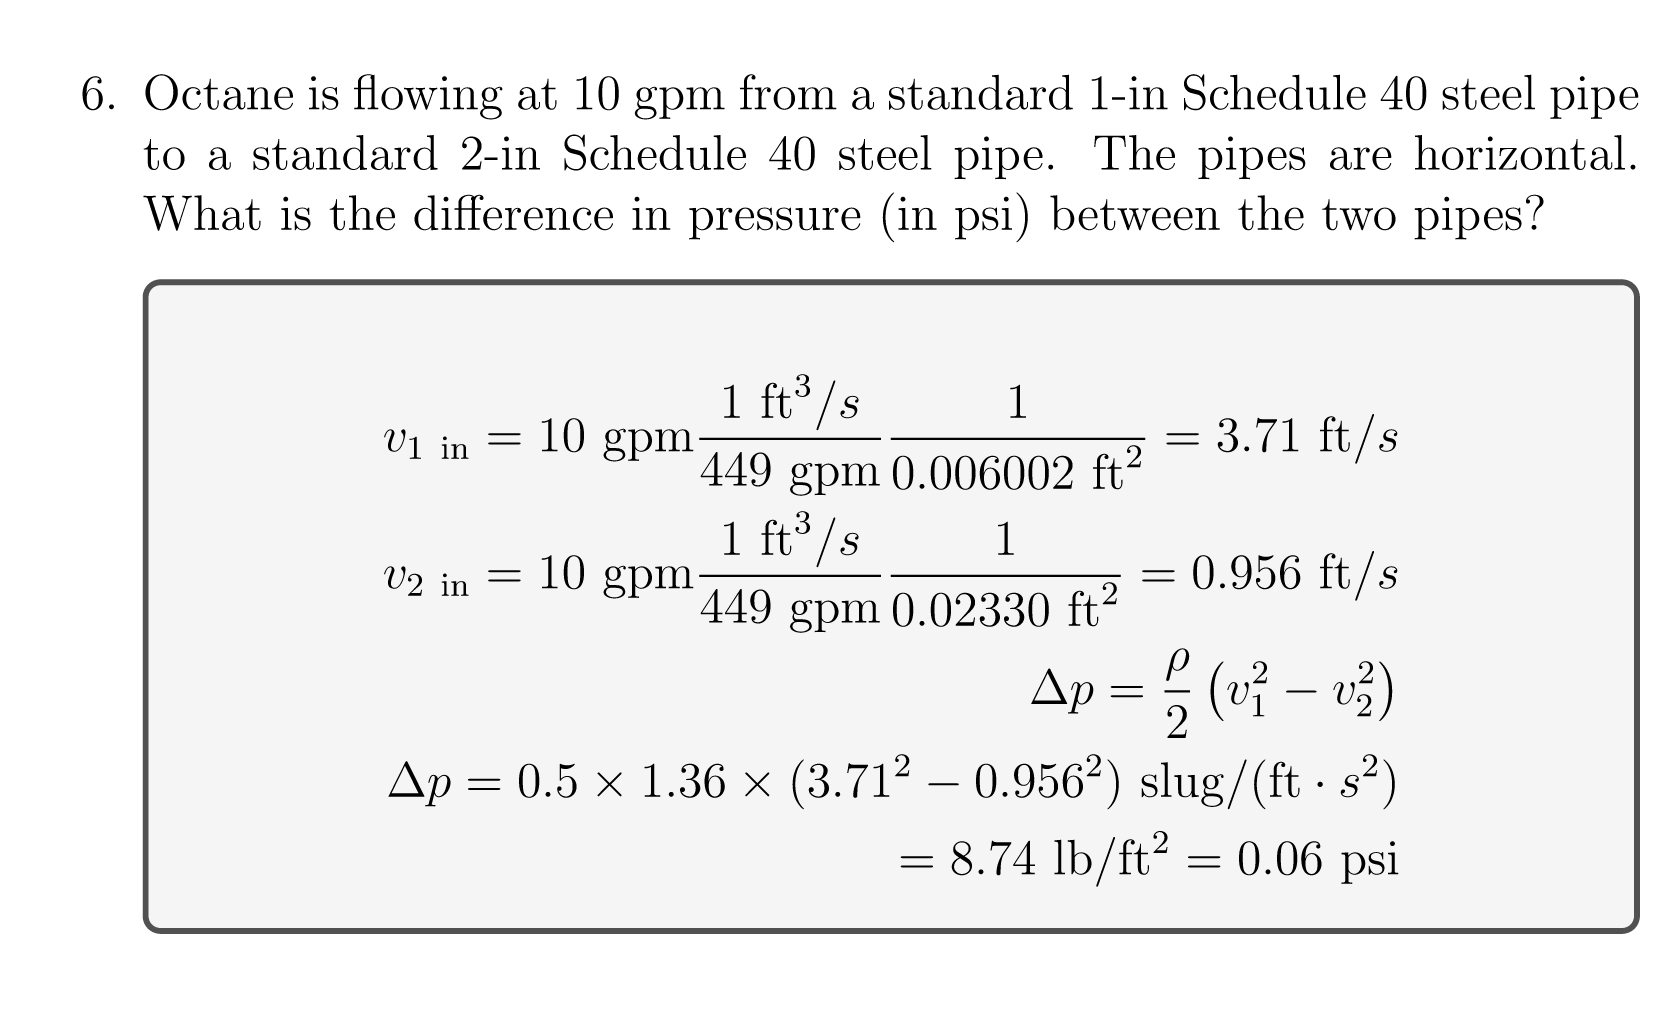 6. Octane is flowing at 10 gpm from a standard 1-in Schedule 40 steel pipe
to a standard 2-in Schedule 40 steel pipe. The pipes are horizontal.
What is the difference in pressure (in psi) between the two pipes?
$v_{1\text{ in}} = 10 \text{ gpm} \frac{1 \text{ ft}^3/s}{449 \text{ gpm}} \frac{1}{0.006002 \text{ ft}^2} = 3.71 \text{ ft}/s$
$v_{2\text{ in}} = 10 \text{ gpm} \frac{1 \text{ ft}^3/s}{449 \text{ gpm}} \frac{1}{0.02330 \text{ ft}^2} = 0.956 \text{ ft}/s$
$\Delta p = \frac{\rho}{2} \left(v_1^2 - v_2^2\right)$
$\Delta p = 0.5 \times 1.36 \times (3.71^2 - 0.956^2) \text{ slug}/(\text{ft} \cdot s^2)$
$= 8.74 \text{ lb}/\text{ft}^2 = 0.06 \text{ psi}$